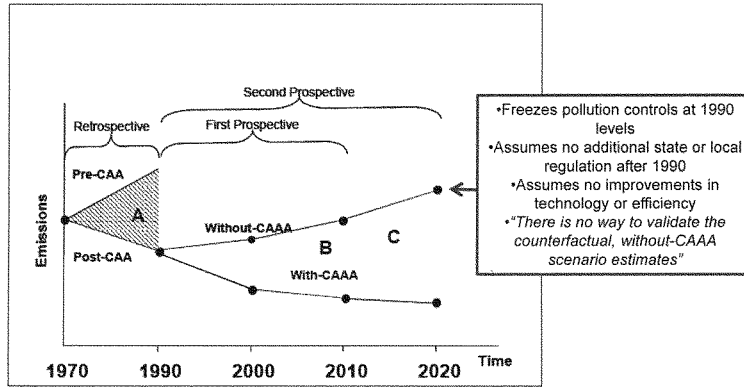 Second Prospective
Retrospective
First Prospective
Pre-CAA
A
Post-CAA
Without-CAAA
B
C
With-CAAA
Emissions
Time
1970
1990
2000
2010
2020
•Freezes pollution controls at 1990
levels
•Assumes no additional state or local
regulation after 1990
•Assumes no improvements in
technology or efficiency
•"There is no way to validate the
counterfactual, without-CAAA
scenario estimates"